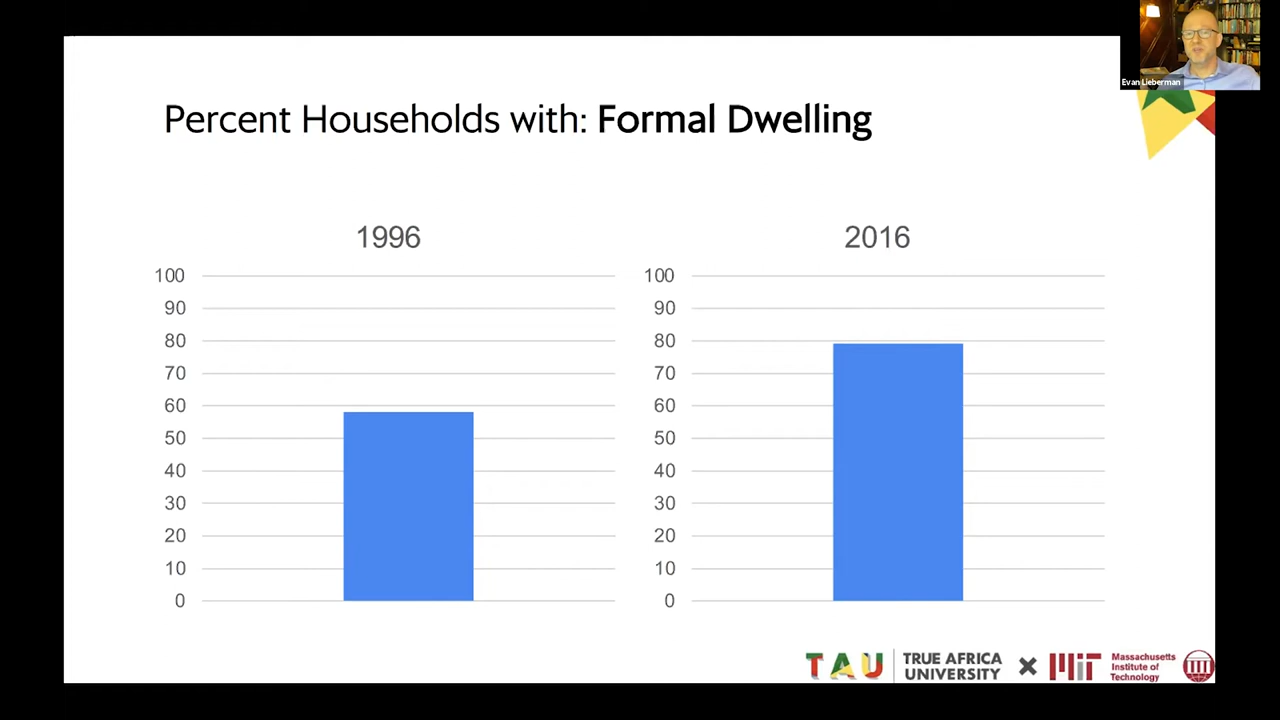 Evan Lieberman
Percent Households with: Formal Dwelling
1996
100
90
80
70
60
50
40
30
20
10
0
2016
100
90
80
70
60
50
40
30
20
10
0
TAU
TRUE AFRICA
UNIVERSITY
MIT
Massachusetts
Institute of
Technology